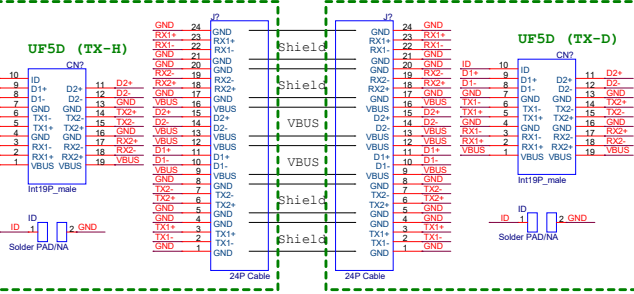 UF5D (TX-H)
CN?
10 ID
9 D1+ D2+ 11 D2+
8 D1- D2- 12 D2-
7 GND GND 13 GND
6 TX1- TX2+ 14 TX2+
5 TX1+ TX2- 15 TX2-
4 GND GND 16 GND
3 RX1- RX2+ 17 RX2+
2 RX1+ RX2- 18 RX2-
1 VBUS VBUS 19 VBUS
Int19P_male
ID
ID 1 2 GND
Solder PAD/NA
J?
GND 24 GND
RX1+ 23 RX1+
RX1- 22 RX1-
GND 21 GND
GND 20 GND
RX2- 19 RX2-
RX2+ 18 RX2+
GND 17 GND
VBUS 16 VBUS
D2+ 15 D2+
D2- 14 D2-
VBUS 13 VBUS
VBUS 12 VBUS
D1+ 11 D1+
D1- 10 D1-
VBUS 9 VBUS
GND 8 GND
TX2- 7 TX2-
TX2+ 6 TX2+
GND 5 GND
GND 4 GND
TX1+ 3 TX1+
TX1- 2 TX1-
GND 1 GND
24P Cable
Shield
Shield
VBUS
VBUS
Shield
Shield
J?
GND 24 GND
RX1+ 23 RX1+
RX1- 22 RX1-
GND 21 GND
GND 20 GND
RX2- 19 RX2-
RX2+ 18 RX2+
GND 17 GND
VBUS 16 VBUS
D2+ 15 D2+
D2- 14 D2-
VBUS 13 VBUS
VBUS 12 VBUS
D1+ 11 D1+
D1- 10 D1-
VBUS 9 VBUS
GND 8 GND
TX2- 7 TX2-
TX2+ 6 TX2+
GND 5 GND
GND 4 GND
TX1+ 3 TX1+
TX1- 2 TX1-
GND 1 GND
24P Cable
UF5D (TX-D)
CN?
ID 10 ID
D1+ 9 D1+ D2+ 11 D2+
D1- 8 D1- D2- 12 D2-
GND 7 GND GND 13 GND
TX1- 6 TX1- TX2+ 14 TX2+
TX1+ 5 TX1+ TX2- 15 TX2-
GND 4 GND GND 16 GND
RX1- 3 RX1- RX2+ 17 RX2+
RX1+ 2 RX1+ RX2- 18 RX2-
VBUS 1 VBUS VBUS 19 VBUS
Int19P_male
ID
ID 1 2 GND
Solder PAD/NA